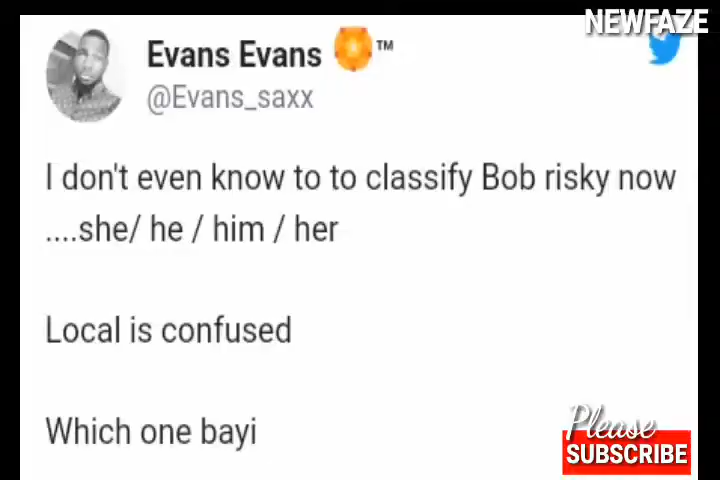 NEWFAZE
Evans Evans ™
@Evans_saxx
I don't even know to to classify Bob risky now
....she/ he / him / her
Local is confused
Which one bayi
Please
SUBSCRIBE